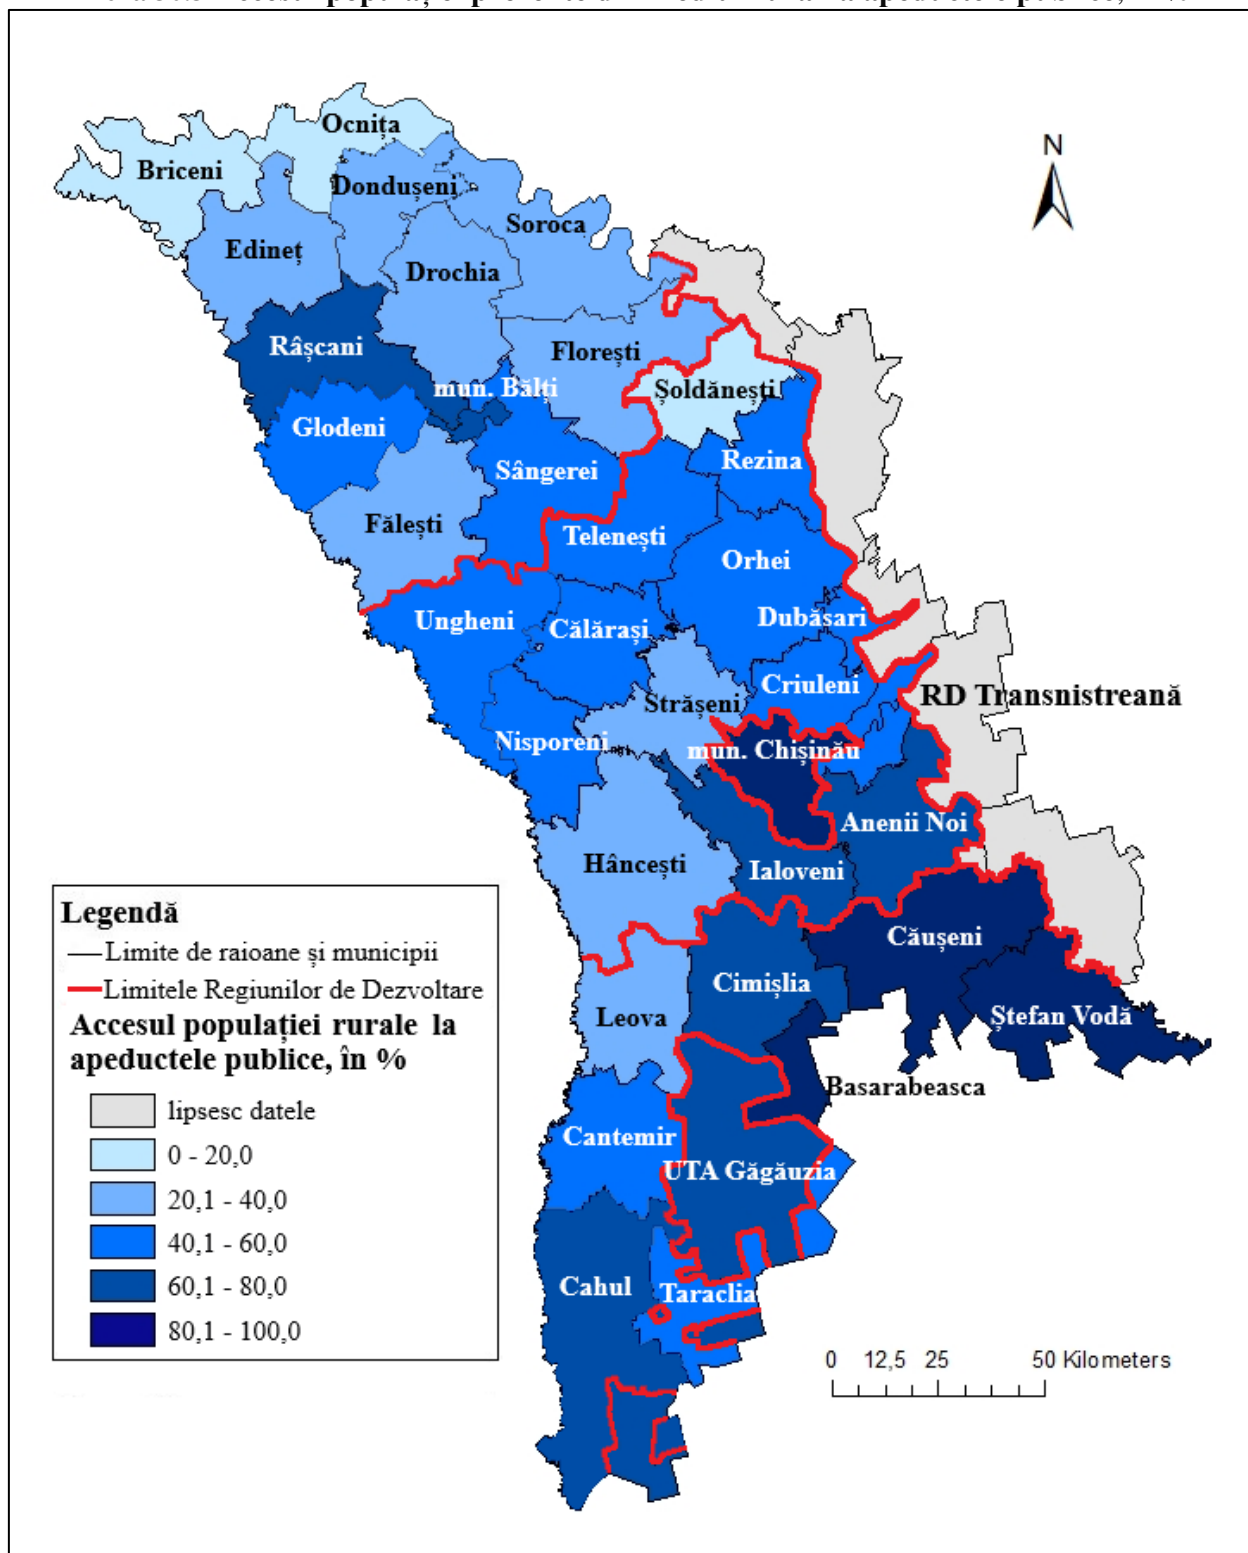 Ocnița
Briceni
Dondușeni
Soroca
Edineț
Drochia
N
Râșcani
Florești
mun. Bălți
Șoldănești
Glodeni
Sângerei
Rezina
Fălești
Telenești
Orhei
Ungheni
Călărași
Dubăsari
Criuleni
Strășeni
RD Transnistreană
Nisporeni
mun. Chișinău
Anenii Noi
Hâncești
Ialoveni
Căușeni
Cimișlia
Leova
Ștefan Vodă
Basarabeasca
Cantemir
UTA Găgăuzia
Cahul
Taraclia
Legendă
Limite de raioane și municipii
Limitele Regiunilor de Dezvoltare
Accesul populației rurale la
apeductele publice, în %
lipsesc datele
0 - 20,0
20,1 - 40,0
40,1 - 60,0
60,1 - 80,0
80,1 - 100,0
0 12,5 25 50 Kilometers